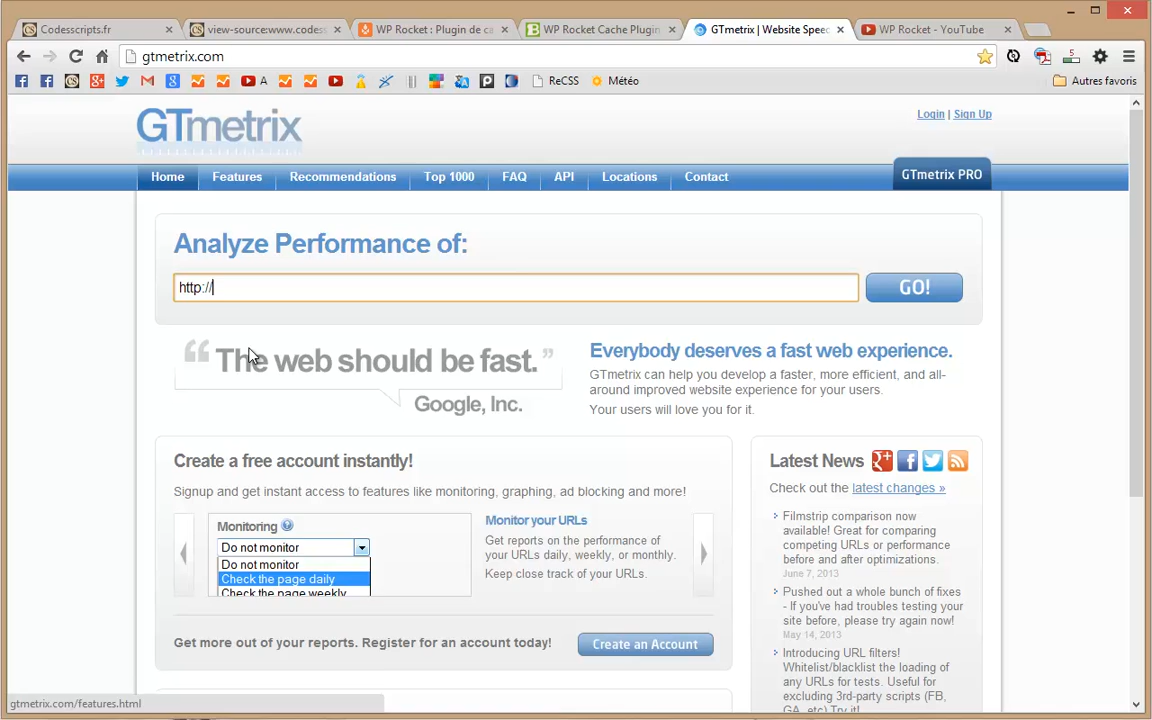 Codesscripts.fr
view-source:www.codess
WP Rocket : Plugin de ca
WP Rocket Cache Plugin
GTmetrix | Website Spee
WP Rocket - YouTube
gtmetrix.com
5
A
ReCSS
Météo
Autres favoris
GTmetrix
Login | Sign Up
Home
Features
Recommendations
Top 1000
FAQ
API
Locations
Contact
GTmetrix PRO
Analyze Performance of:
http://
GO!
“ The web should be fast. ”
Google, Inc.
Everybody deserves a fast web experience.
GTmetrix can help you develop a faster, more efficient, and all-
around improved website experience for your users.
Your users will love you for it.
Create a free account instantly!
Signup and get instant access to features like monitoring, graphing, ad blocking and more!
Monitoring
Do not monitor
Do not monitor
Check the page daily
Check the page weekly
Monitor your URLs
Get reports on the performance of
your URLs daily, weekly, or monthly.
Keep close track of your URLs.
Get more out of your reports. Register for an account today!
Create an Account
Latest News
Check out the latest changes »
Filmstrip comparison now
available! Great for comparing
competing URLs or performance
before and after optimizations.
June 7, 2013
Pushed out a whole bunch of fixes
- If you've had troubles testing your
site before, please try again now!
May 14, 2013
Introducing URL filters!
Whitelist/blacklist the loading of
any URLs for tests. Useful for
excluding 3rd-party scripts (FB,
GA, etc) Try it!
gtmetrix.com/features.html